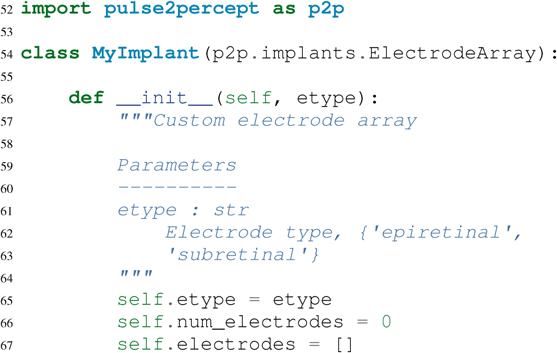 52 import pulse2percept as p2p
53
54 class MyImplant(p2p.implants.ElectrodeArray):
55
56     def __init__(self, etype):
57         """Custom electrode array
58
59         Parameters
60         ----------
61         etype : str
62             Electrode type, {'epiretinal',
63             'subretinal'}
64         """
65         self.etype = etype
66         self.num_electrodes = 0
67         self.electrodes = []